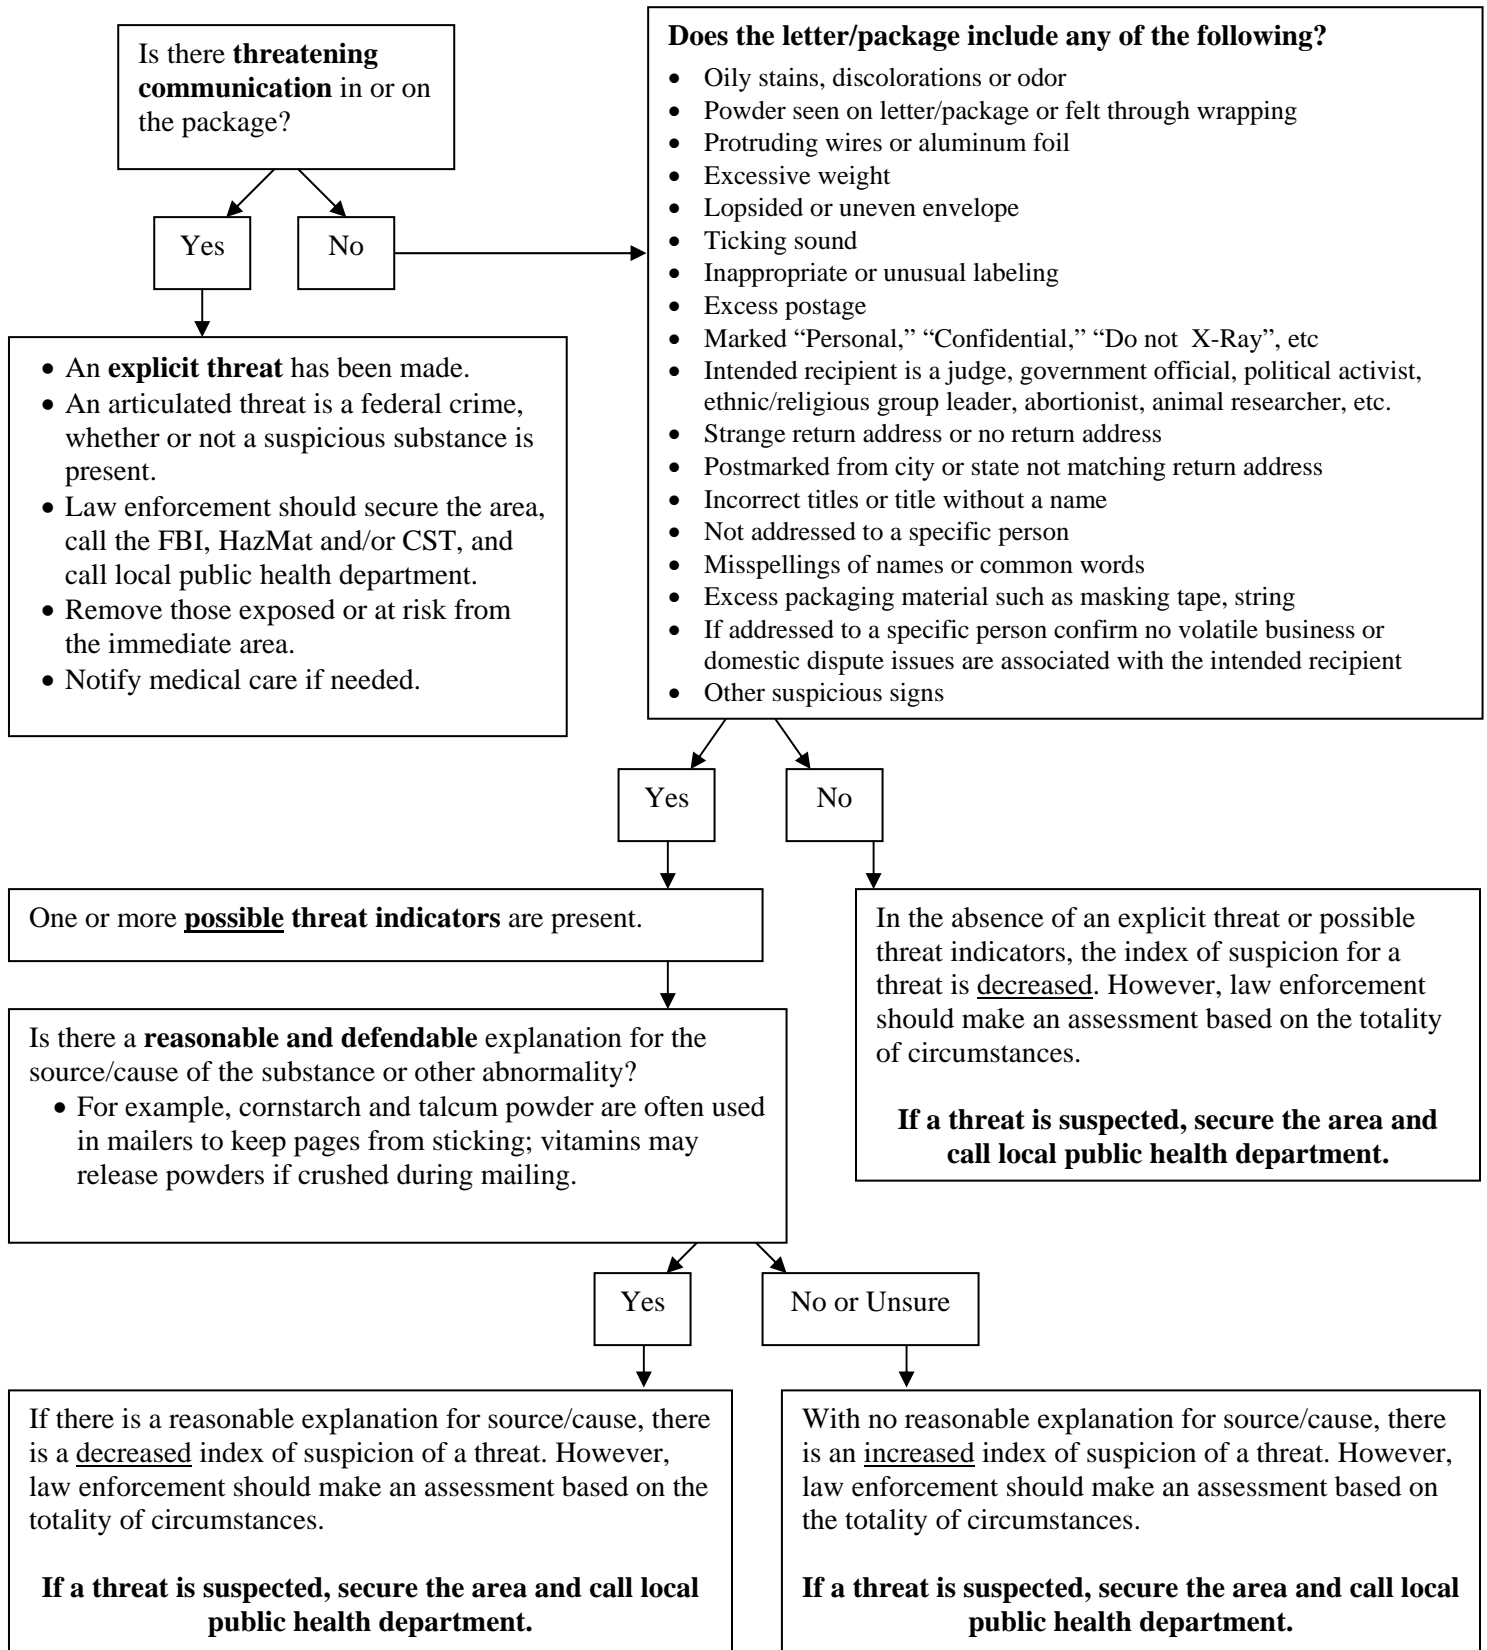 Is there threatening
communication in or on
the package?
Yes
No
• An explicit threat has been made.
• An articulated threat is a federal crime,
whether or not a suspicious substance is
present.
• Law enforcement should secure the area,
call the FBI, HazMat and/or CST, and
call local public health department.
• Remove those exposed or at risk from
the immediate area.
• Notify medical care if needed.
Does the letter/package include any of the following?
• Oily stains, discolorations or odor
• Powder seen on letter/package or felt through wrapping
• Protruding wires or aluminum foil
• Excessive weight
• Lopsided or uneven envelope
• Ticking sound
• Inappropriate or unusual labeling
• Excess postage
• Marked “Personal,” “Confidential,” “Do not  X-Ray”, etc
• Intended recipient is a judge, government official, political activist,
ethnic/religious group leader, abortionist, animal researcher, etc.
• Strange return address or no return address
• Postmarked from city or state not matching return address
• Incorrect titles or title without a name
• Not addressed to a specific person
• Misspellings of names or common words
• Excess packaging material such as masking tape, string
• If addressed to a specific person confirm no volatile business or
domestic dispute issues are associated with the intended recipient
• Other suspicious signs
Yes
No
One or more possible threat indicators are present.
In the absence of an explicit threat or possible
threat indicators, the index of suspicion for a
threat is decreased. However, law enforcement
should make an assessment based on the totality
of circumstances.
If a threat is suspected, secure the area and
call local public health department.
Is there a reasonable and defendable explanation for the
source/cause of the substance or other abnormality?
• For example, cornstarch and talcum powder are often used
in mailers to keep pages from sticking; vitamins may
release powders if crushed during mailing.
Yes
No or Unsure
If there is a reasonable explanation for source/cause, there
is a decreased index of suspicion of a threat. However,
law enforcement should make an assessment based on the
totality of circumstances.
If a threat is suspected, secure the area and call local
public health department.
With no reasonable explanation for source/cause, there
is an increased index of suspicion of a threat. However,
law enforcement should make an assessment based on
the totality of circumstances.
If a threat is suspected, secure the area and call local
public health department.